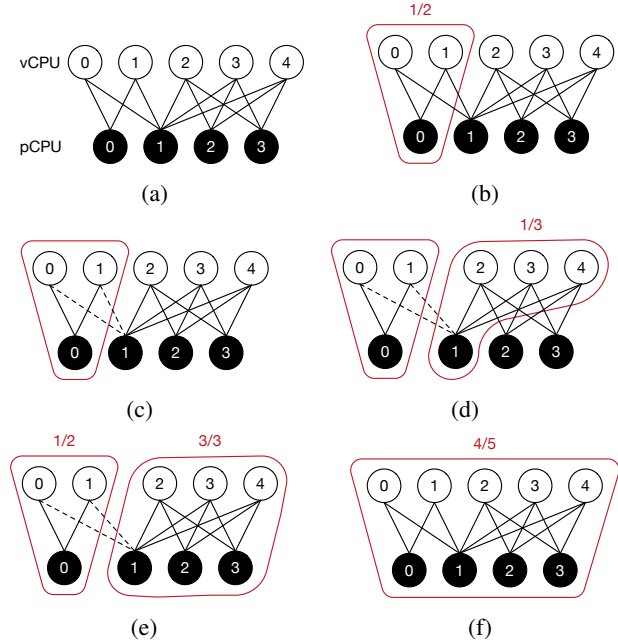 1/2
vCPU 0 1 2 3 4 0 1 2 3 4
pCPU 0 1 2 3 0 1 2 3
(a) (b)
1/3
0 1 2 3 4 0 1 2 3 4
0 1 2 3 0 1 2 3
(c) (d)
1/2 3/3 4/5
0 1 2 3 4 0 1 2 3 4
0 1 2 3 0 1 2 3
(e) (f)